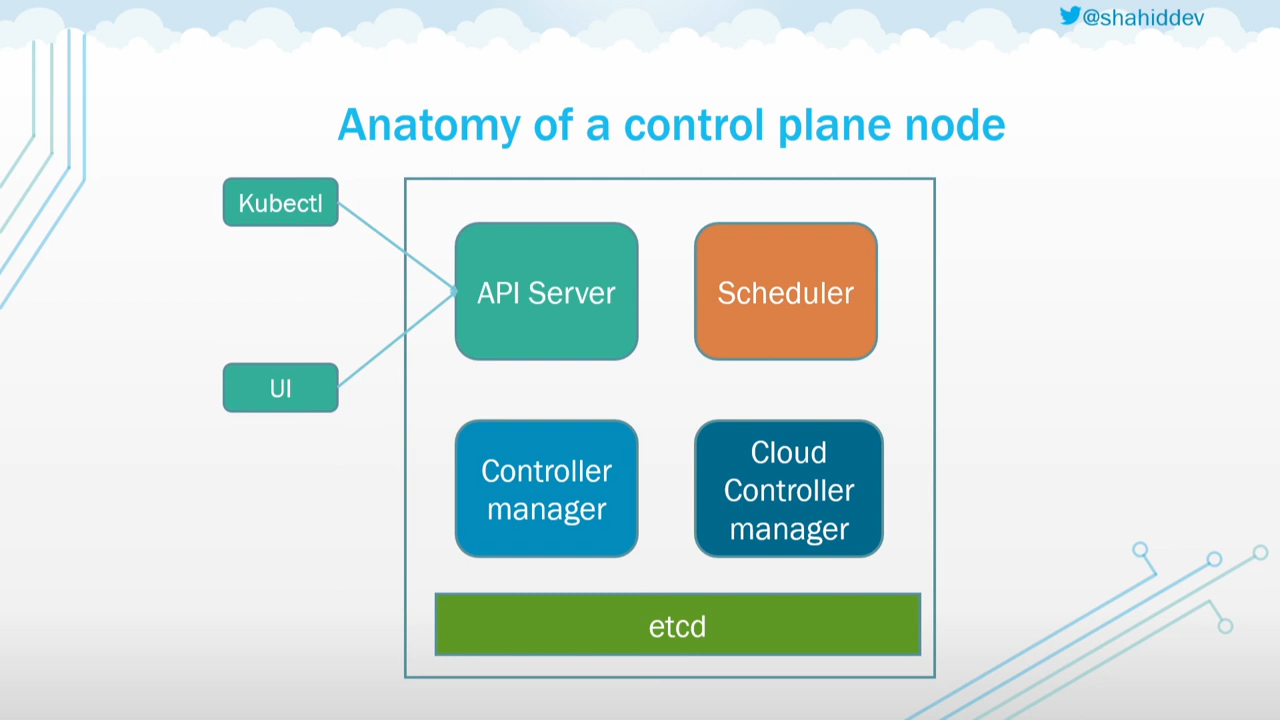 @shahiddev
Anatomy of a control plane node
Kubectl
API Server
Scheduler
UI
Controller
manager
Cloud
Controller
manager
etcd